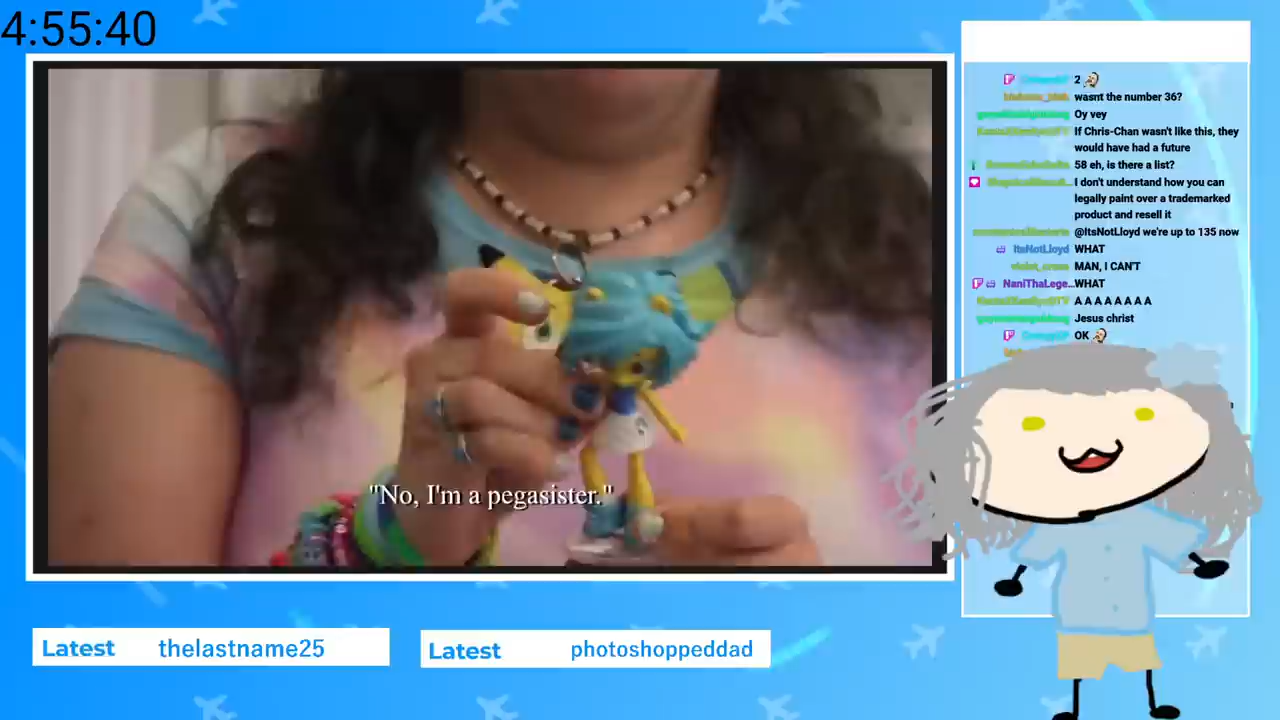 4:55:40
2
wasnt the number 36?
Oy vey
If Chris-Chan wasn't like this, they
would have had a future
58 eh, is there a list?
I don't understand how you can
legally paint over a trademarked
product and resell it
@ItsNotLloyd we're up to 135 now
ItsNotLloyd WHAT
MAN, I CAN'T
NaniThaLege... WHAT
A A A A A A A A
Jesus christ
OK
"No, I'm a pegasister."
Latest thelastname25
Latest photoshoppeddad